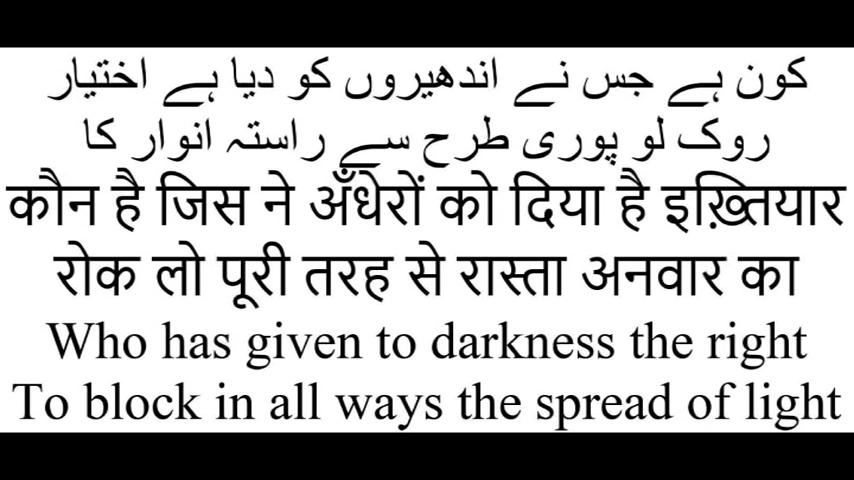 کون ہے جس نے اندھیروں کو دیا ہے اختیار
روک لو پوری طرح سے راستہ انوار کا
कौन है जिस ने अँधेरों को दिया है इख़्तियार
रोक लो पूरी तरह से रास्ता अनवार का
Who has given to darkness the right
To block in all ways the spread of light